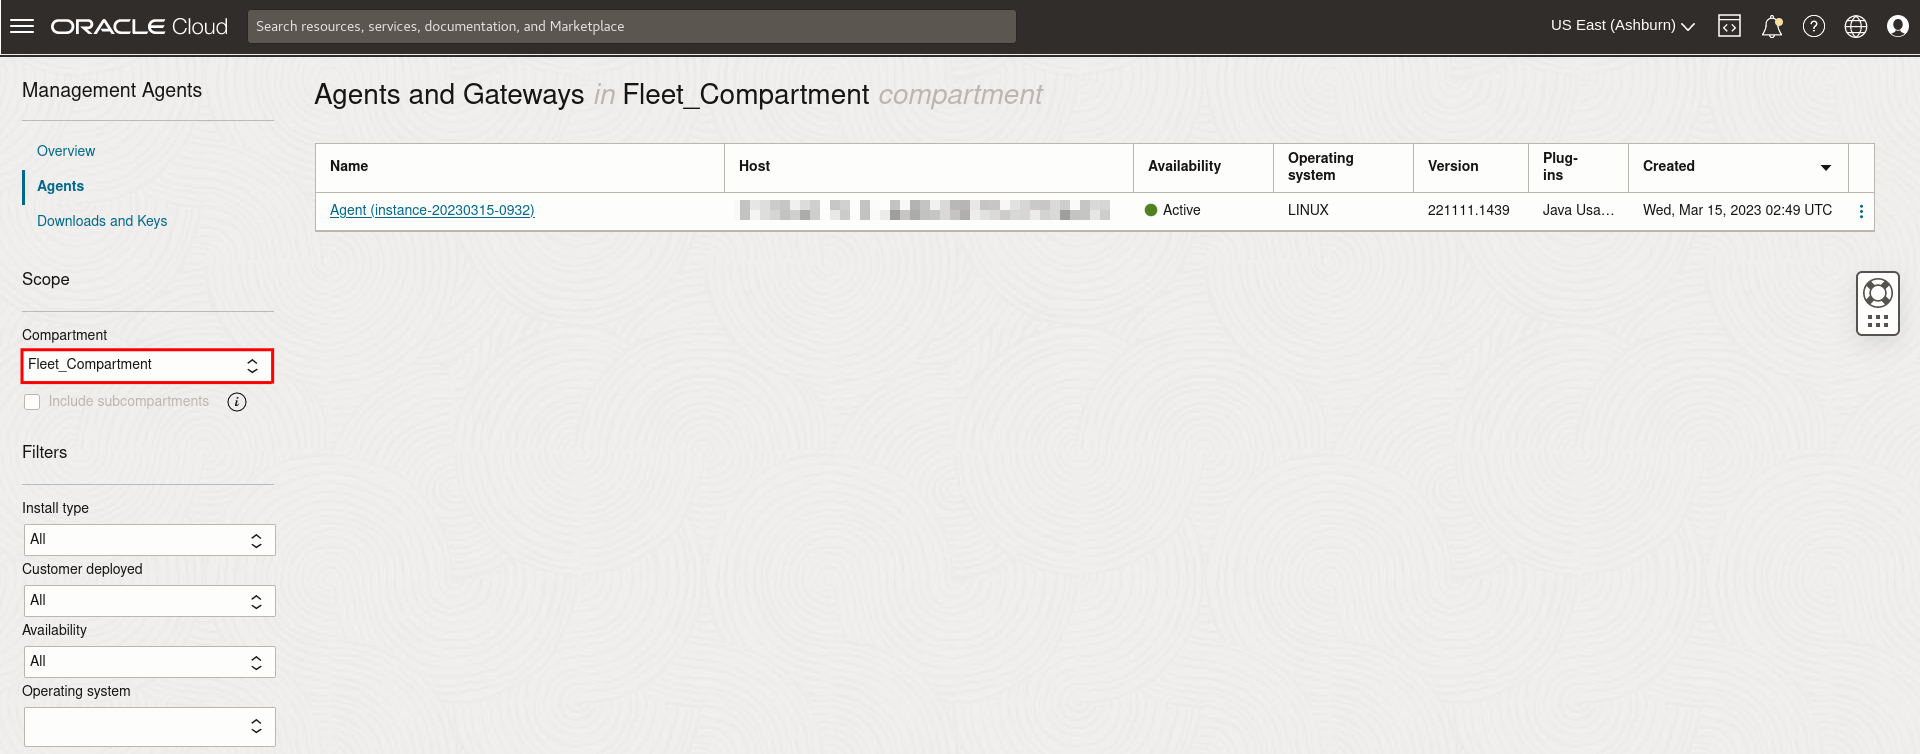 ORACLE Cloud
Search resources, services, documentation, and Marketplace
US East (Ashburn)
Management Agents
Overview
Agents
Downloads and Keys
Scope
Compartment
Fleet_Compartment
Include subcompartments
Filters
Install type
All
Customer deployed
All
Availability
All
Operating system
Agents and Gateways in Fleet_Compartment compartment
Name Host Availability Operating system Version Plug-ins Created
Agent (instance-20230315-0932) Active LINUX 221111.1439 Java Usa... Wed, Mar 15, 2023 02:49 UTC